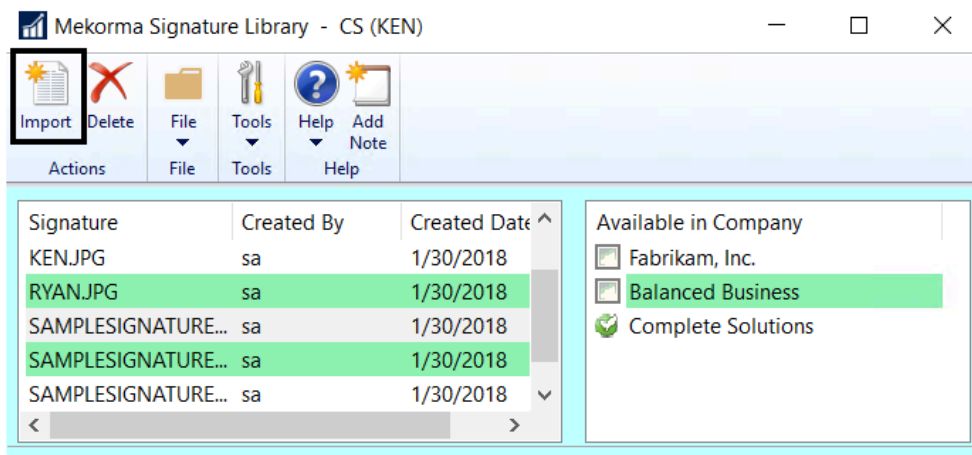 Mekorma Signature Library - CS (KEN)
Import Delete File Tools Help Add Note
Actions File Tools Help
Signature Created By Created Date
KEN.JPG sa 1/30/2018
RYAN.JPG sa 1/30/2018
SAMPLESIGNATURE... sa 1/30/2018
SAMPLESIGNATURE... sa 1/30/2018
SAMPLESIGNATURE... sa 1/30/2018
Available in Company
Fabrikam, Inc.
Balanced Business
Complete Solutions